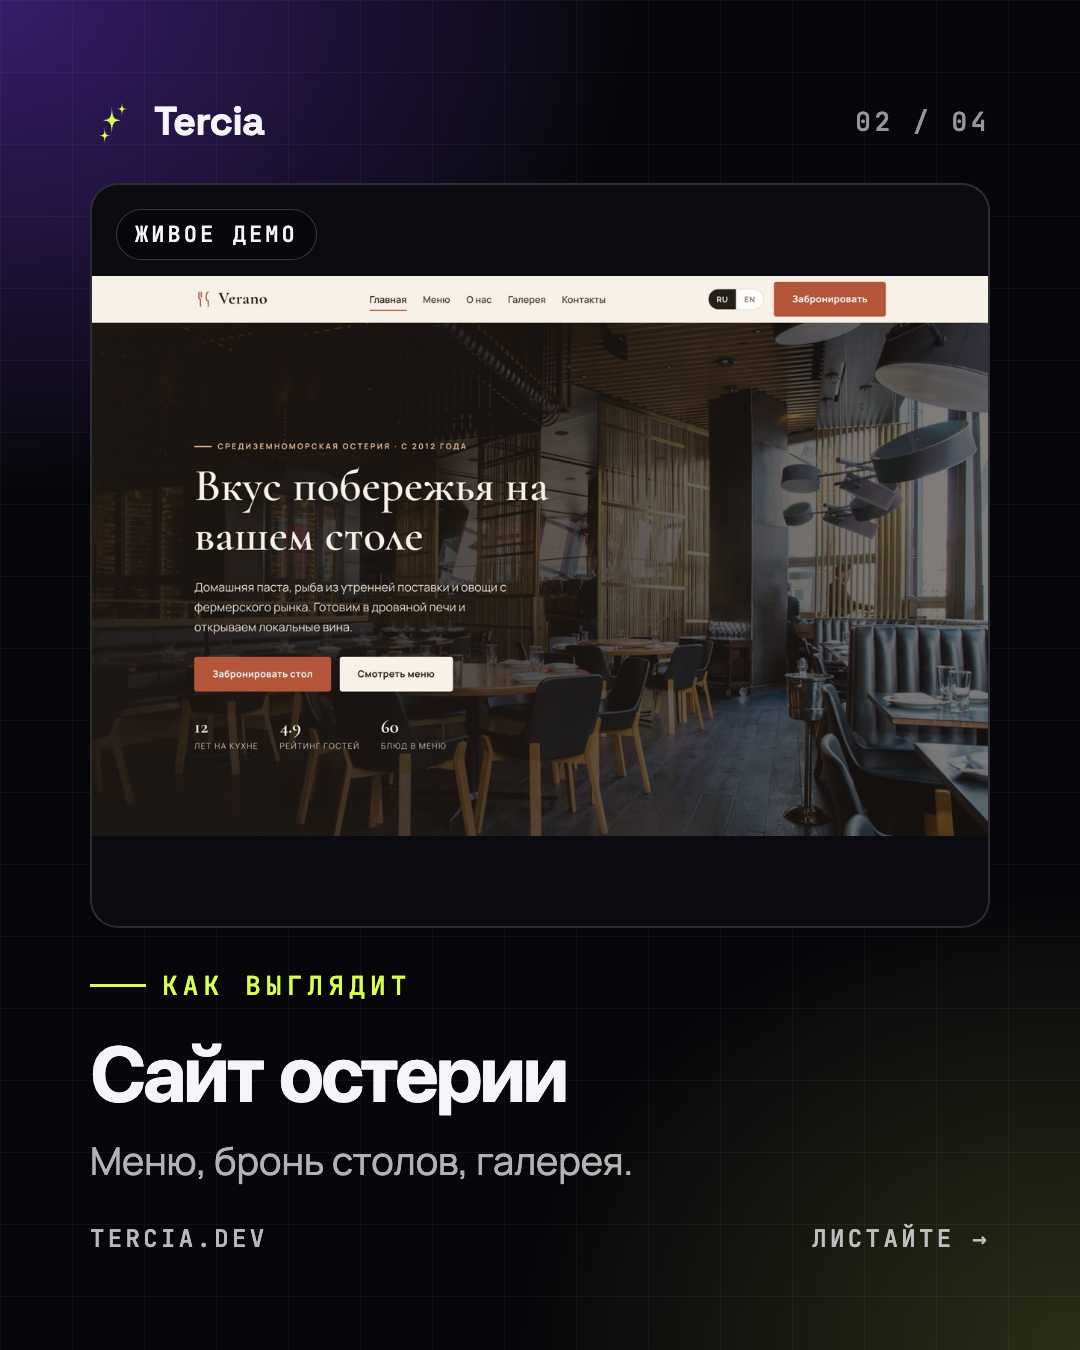 Tercia
02 / 04
ЖИВОЕ ДЕМО
Verano
Главная Меню О нас Галерея Контакты
RU EN
Забронировать
СРЕДИЗЕМНОМОРСКАЯ ОСТЕРИЯ · С 2012 ГОДА
Вкус побережья на
вашем столе
Домашняя паста, рыба из утренней поставки и овощи с
фермерского рынка. Готовим в дровяной печи и
открываем локальные вина.
Забронировать стол Смотреть меню
12 4.9 60
ЛЕТ НА КУХНЕ РЕЙТИНГ ГОСТЕЙ БЛЮД В МЕНЮ
КАК ВЫГЛЯДИТ
Сайт остерии
Меню, бронь столов, галерея.
TERCIA.DEV
ЛИСТАЙТЕ →